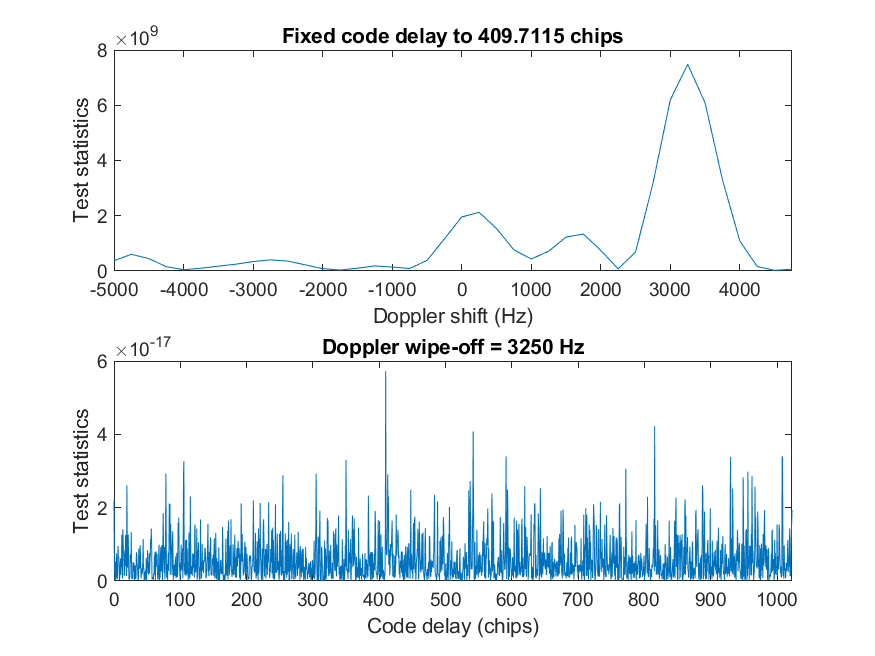 ×10^9
Fixed code delay to 409.7115 chips
8
6
4
2
0
Test statistics
-5000 -4000 -3000 -2000 -1000 0 1000 2000 3000 4000
Doppler shift (Hz)
×10^-17
Doppler wipe-off = 3250 Hz
6
4
2
0
Test statistics
0 100 200 300 400 500 600 700 800 900 1000
Code delay (chips)